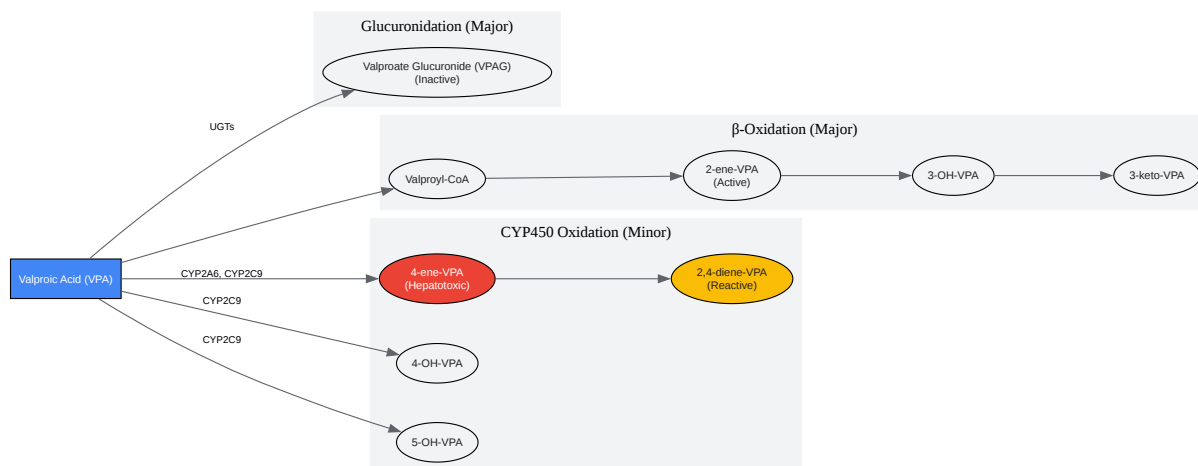 Glucuronidation (Major)
Valproate Glucuronide (VPAG)
(Inactive)
UGTs
β-Oxidation (Major)
Valproyl-CoA
2-ene-VPA
(Active)
3-OH-VPA
3-keto-VPA
CYP450 Oxidation (Minor)
Valproic Acid (VPA)
CYP2A6, CYP2C9
4-ene-VPA
(Hepatotoxic)
2,4-diene-VPA
(Reactive)
CYP2C9
4-OH-VPA
CYP2C9
5-OH-VPA